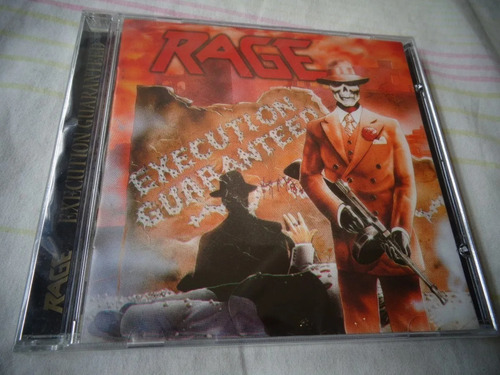 RAGE
EXECUTION
GUARANTEED
RAGE EXECUTION GUARANTEED